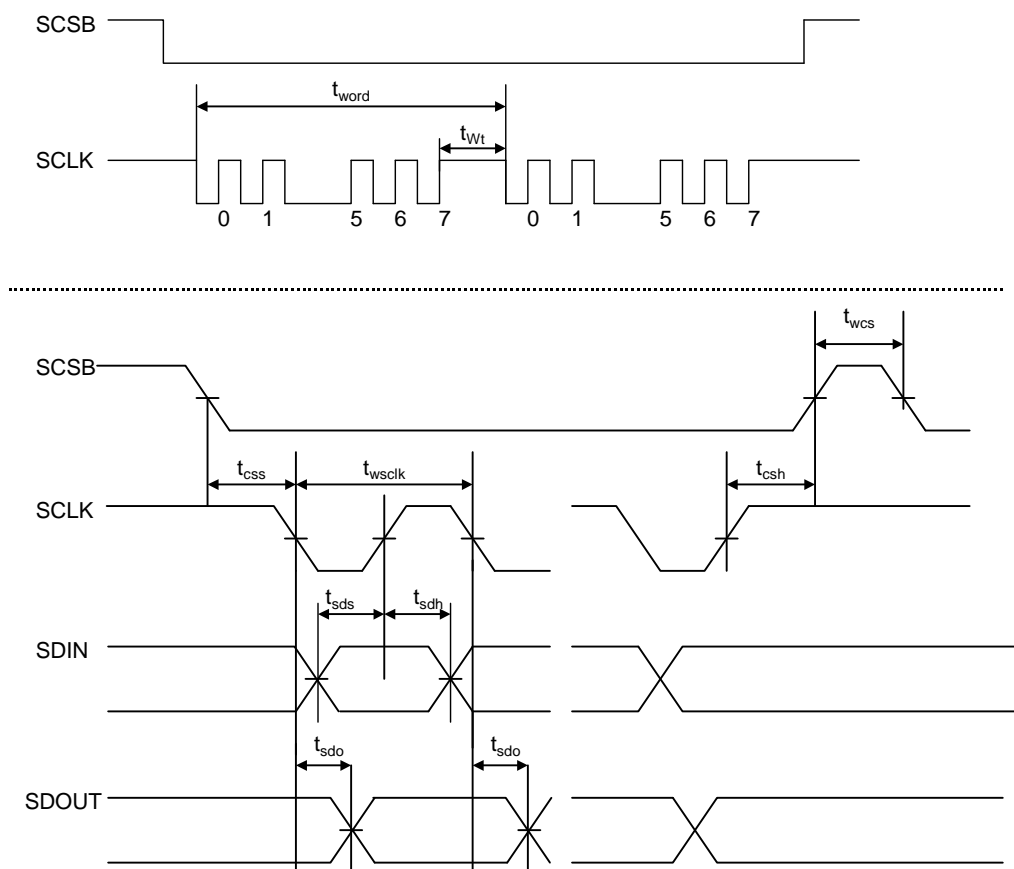 SCSB
t_word
t_Wt
SCLK
0 1 5 6 7 0 1 5 6 7
t_wcs
SCSB
t_css t_wsclk t_csh
SCLK
t_sds t_sdh
SDIN
t_sdo t_sdo
SDOUT